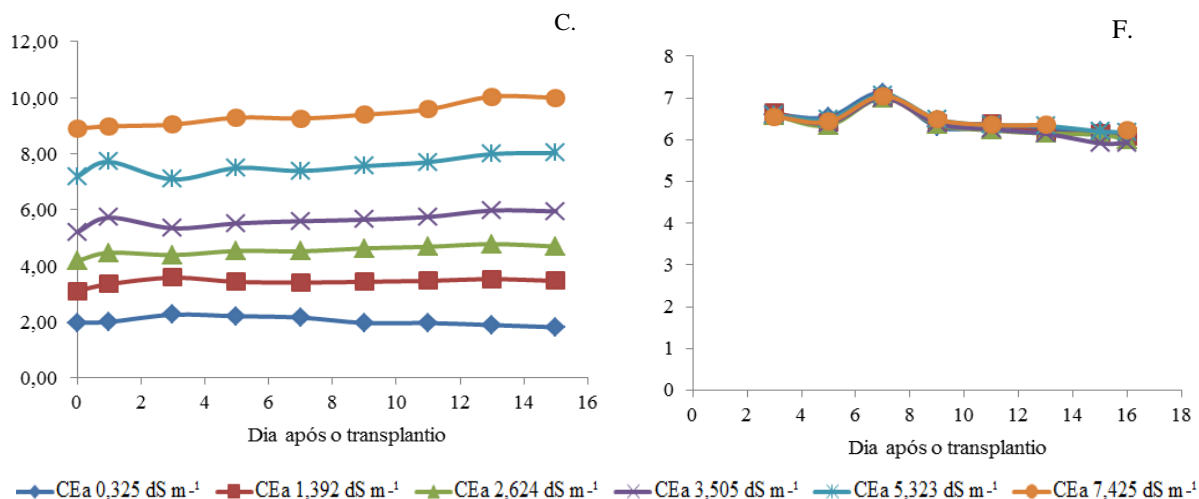 C.
12,00
10,00
8,00
6,00
4,00
2,00
0,00
0 2 4 6 8 10 12 14 16
Dia após o transplantio
F.
8
7
6
5
4
3
2
1
0
0 2 4 6 8 10 12 14 16
Dia após o transplantio
CEa 0,325 dS m⁻¹ CEa 1,392 dS m⁻¹ CEa 2,624 dS m⁻¹ CEa 3,505 dS m⁻¹ CEa 5,323 dS m⁻¹ CEa 7,425 dS m⁻¹